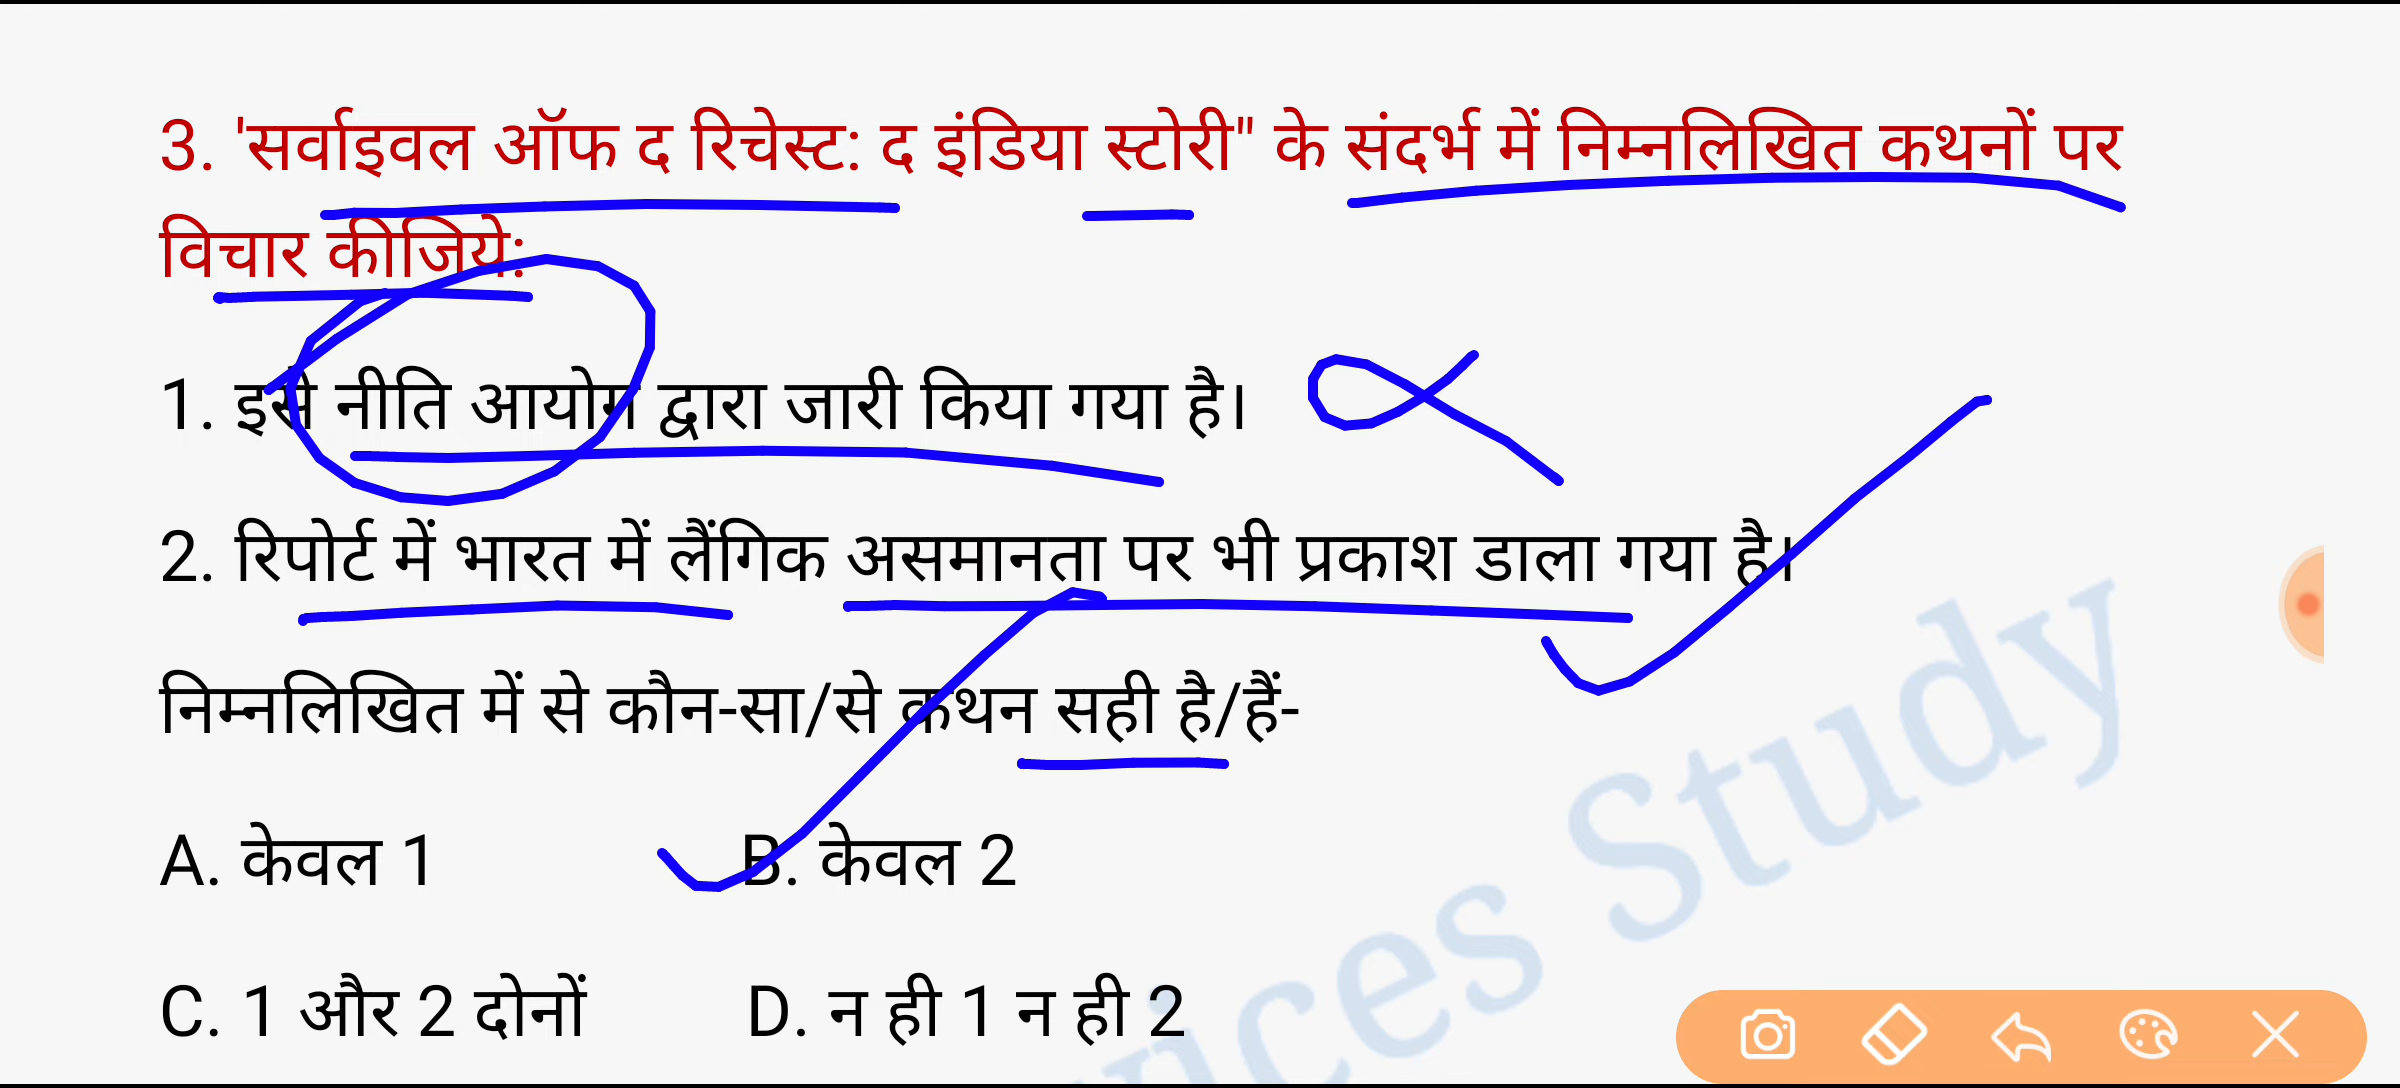 3. 'सर्वाइवल ऑफ द रिचेस्ट: द इंडिया स्टोरी" के संदर्भ में निम्नलिखित कथनों पर
विचार कीजिये:
1. इसे नीति आयोग द्वारा जारी किया गया है।
2. रिपोर्ट में भारत में लैंगिक असमानता पर भी प्रकाश डाला गया है।
निम्नलिखित में से कौन-सा/से कथन सही है/हैं-
A. केवल 1 B. केवल 2
C. 1 और 2 दोनों D. न ही 1 न ही 2
Study